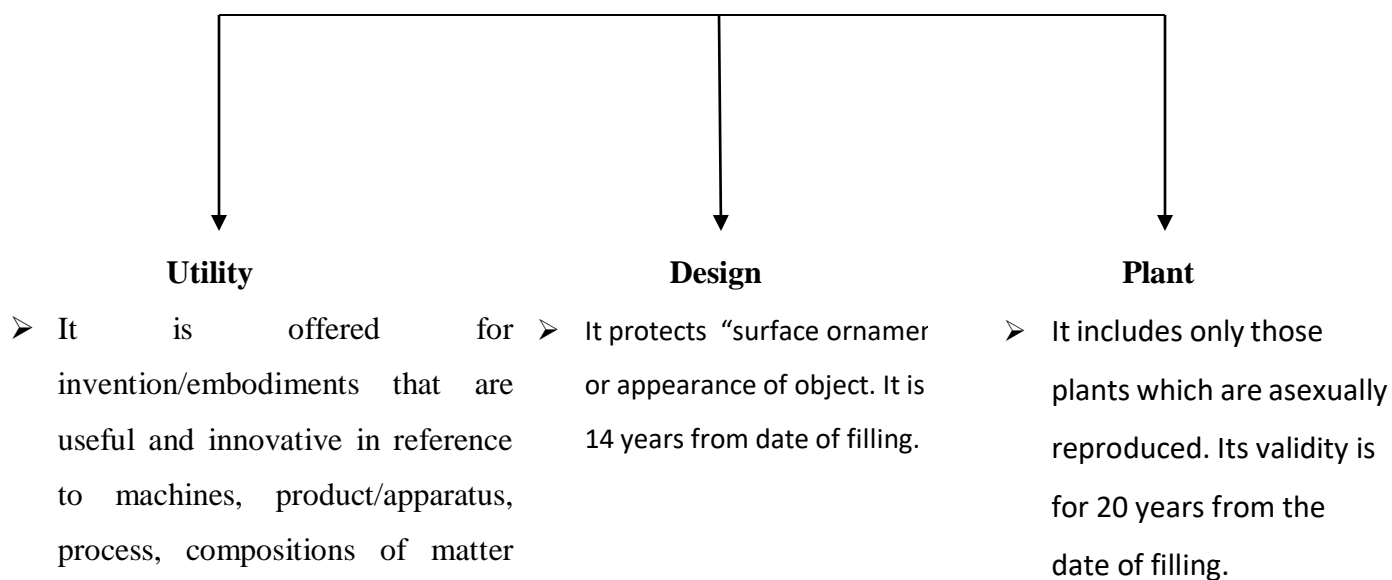 Utility
➢ It is offered for
invention/embodiments that are
useful and innovative in reference
to machines, product/apparatus,
process, compositions of matter
Design
➢ It protects “surface
or appearance of object. It is
14 years from date of filling.
Plant
➢ It includes only those
plants which are asexually
reproduced. Its validity is
for 20 years from the
date of filling.